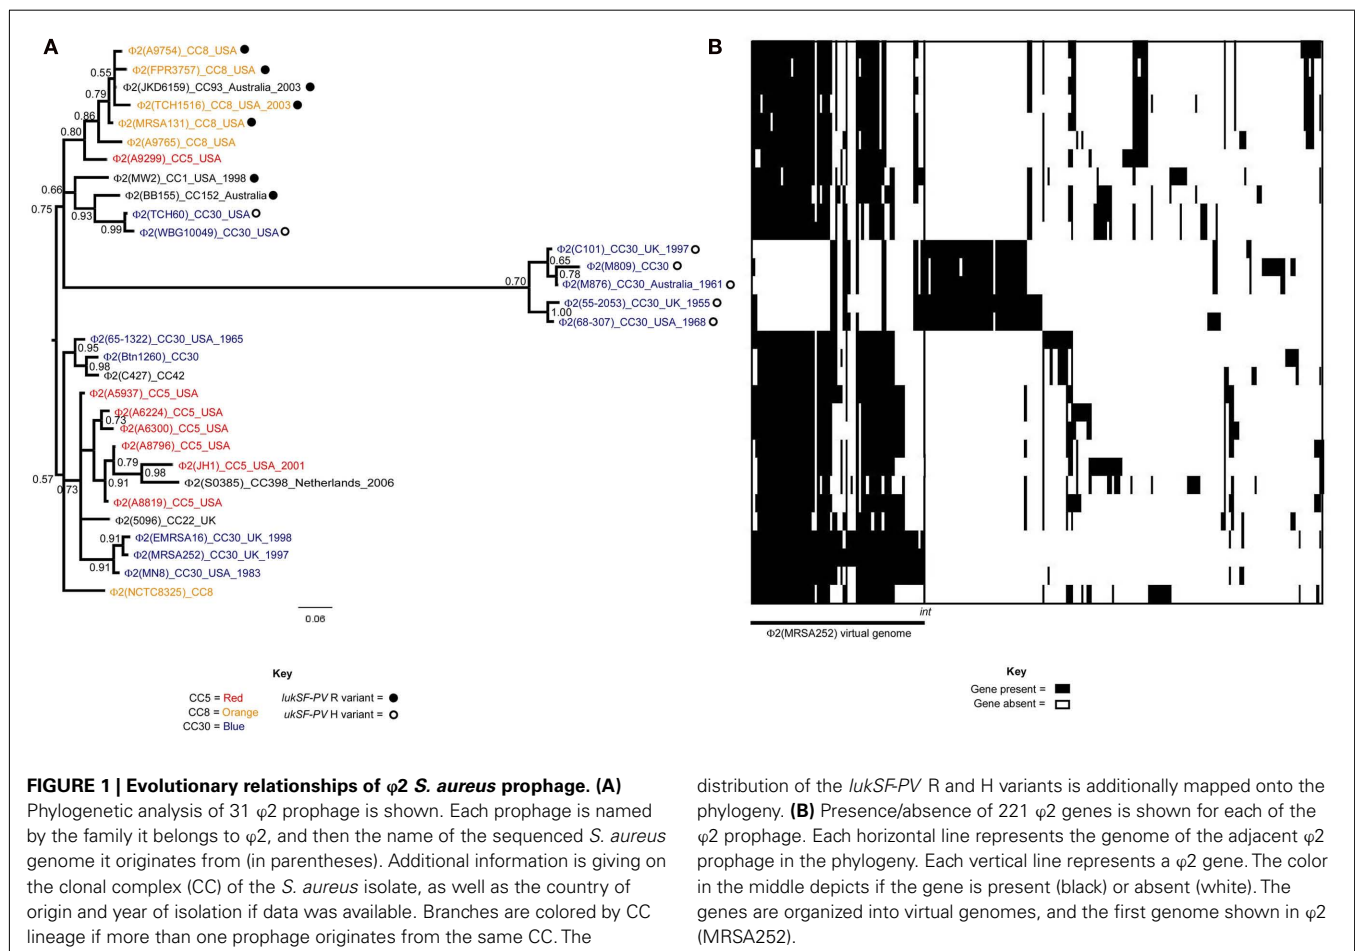 A
B
Φ2(A9754)_CC8_USA
Φ2(FPR3757)_CC8_USA
0.55
Φ2(JKD6159)_CC93_Australia_2003
0.79
Φ2(TCH1516)_CC8_USA_2003
0.86
Φ2(MRSA131)_CC8_USA
0.80
Φ2(A9765)_CC8_USA
Φ2(A9299)_CC5_USA
Φ2(MW2)_CC1_USA_1998
0.66
Φ2(BB155)_CC152_Australia
0.75
0.93
Φ2(TCH60)_CC30_USA
0.99
Φ2(WBG10049)_CC30_USA
Φ2(C101)_CC30_UK_1997
0.65
Φ2(M809)_CC30
0.70
0.78
Φ2(M876)_CC30_Australia_1961
Φ2(55-2053)_CC30_UK_1955
1.00
Φ2(68-307)_CC30_USA_1968
Φ2(65-1322)_CC30_USA_1965
0.95
Φ2(Btn1260)_CC30
0.98
Φ2(C427)_CC42
Φ2(A5937)_CC5_USA
Φ2(A6224)_CC5_USA
0.73
Φ2(A6300)_CC5_USA
Φ2(A8796)_CC5_USA
0.79
Φ2(JH1)_CC5_USA_2001
0.98
0.57
0.91
Φ2(S0385)_CC398_Netherlands_2006
0.73
Φ2(A8819)_CC5_USA
Φ2(5096)_CC22_UK
0.91
Φ2(EMRSA16)_CC30_UK_1998
Φ2(MRSA252)_CC30_UK_1997
0.91
Φ2(MN8)_CC30_USA_1983
Φ2(NCTC8325)_CC8
0.06
int
Φ2(MRSA252) virtual genome
Key
CC5 = Red
CC8 = Orange
CC30 = Blue
lukSF-PV R variant =
ukSF-PV H variant =
Key
Gene present =
Gene absent =
FIGURE 1 | Evolutionary relationships of φ2 S. aureus prophage. (A)
Phylogenetic analysis of 31 φ2 prophage is shown. Each prophage is named
by the family it belongs to φ2, and then the name of the sequenced S. aureus
genome it originates from (in parentheses). Additional information is giving on
the clonal complex (CC) of the S. aureus isolate, as well as the country of
origin and year of isolation if data was available. Branches are colored by CC
lineage if more than one prophage originates from the same CC. The
distribution of the lukSF-PV R and H variants is additionally mapped onto the
phylogeny. (B) Presence/absence of 221 φ2 genes is shown for each of the
φ2 prophage. Each horizontal line represents the genome of the adjacent φ2
prophage in the phylogeny. Each vertical line represents a φ2 gene. The color
in the middle depicts if the gene is present (black) or absent (white). The
genes are organized into virtual genomes, and the first genome shown in φ2
(MRSA252).